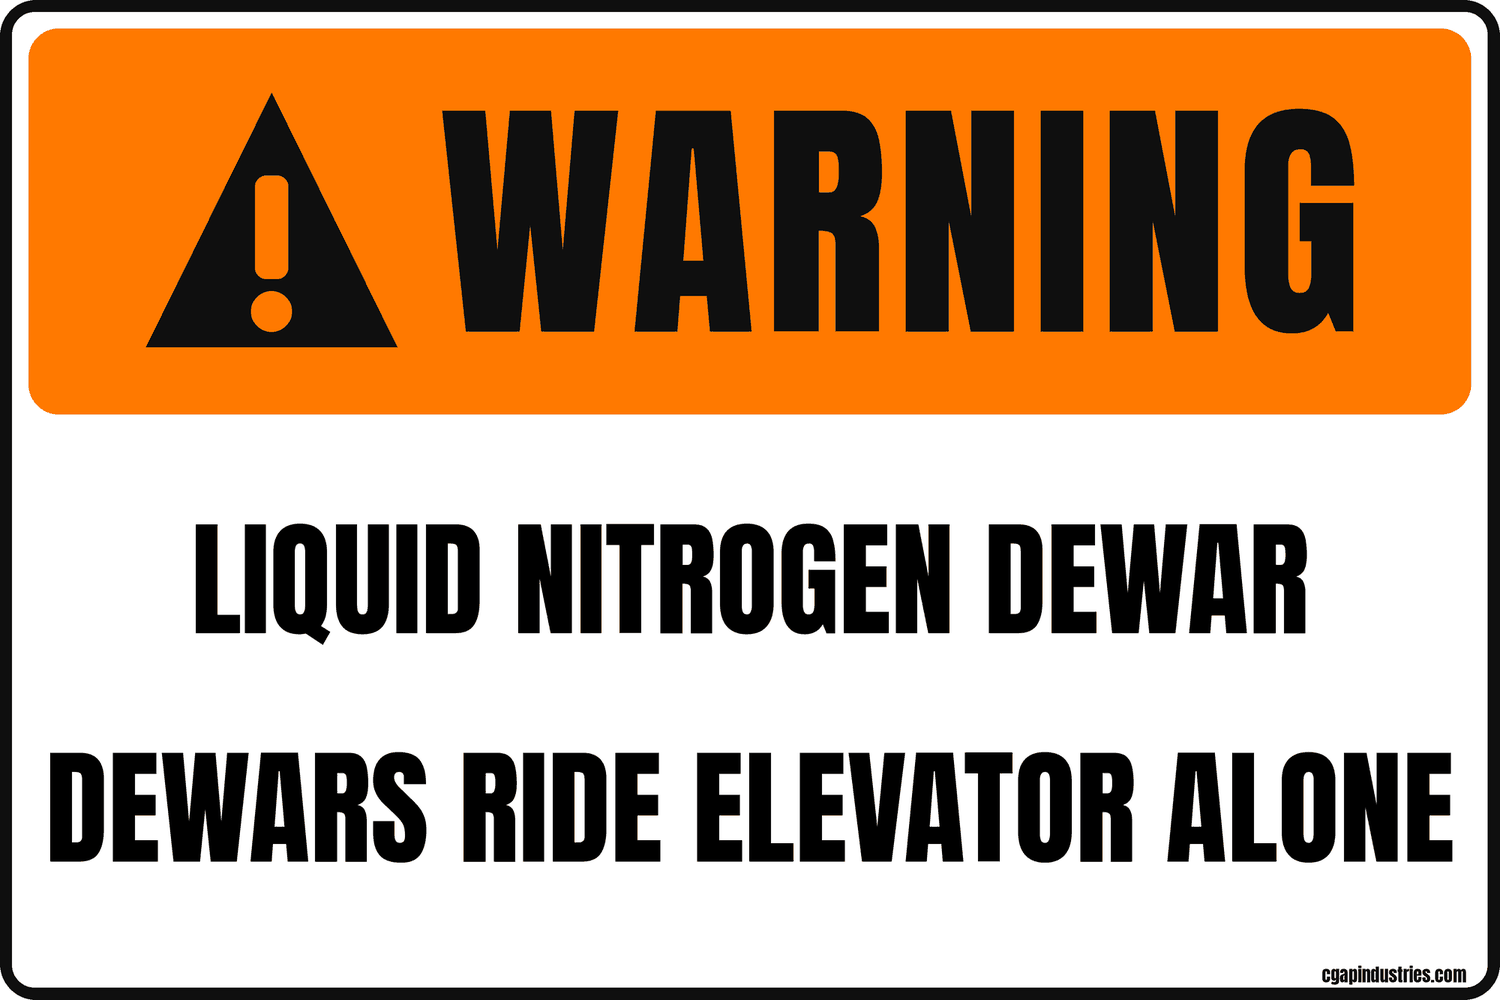 WARNING
LIQUID NITROGEN DEWAR
DEWARS RIDE ELEVATOR ALONE
cgapindustries.com